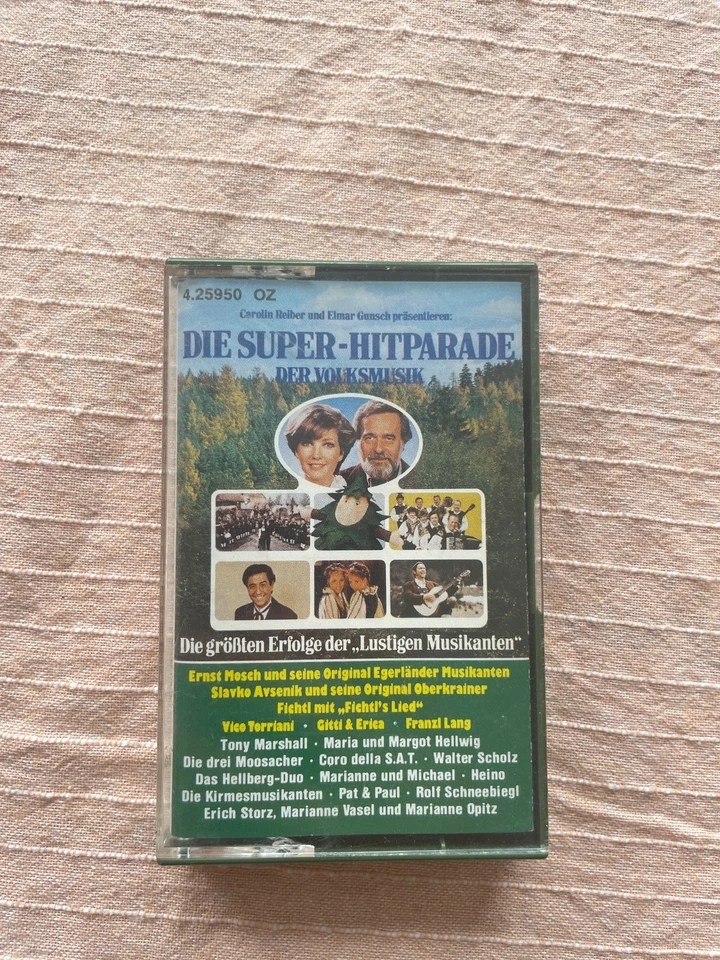 4.25950 OZ
Carolin Reiber und Elmar Gunsch präsentieren:
DIE SUPER-HITPARADE
DER VOLKSMUSIK
Die größten Erfolge der „Lustigen Musikanten“
Ernst Mosch und seine Original Egerländer Musikanten
Slavko Avsenik und seine Original Oberkrainer
Fichtl mit „Fichtl's Lied“
Vico Torriani · Gitti & Erica · Franzl Lang
Tony Marshall · Maria und Margot Hellwig
Die drei Moosacher · Coro della S.A.T. · Walter Scholz
Das Hellberg-Duo · Marianne und Michael · Heino
Die Kirmesmusikanten · Pat & Paul · Rolf Schneebiegl
Erich Storz, Marianne Vasel und Marianne Opitz